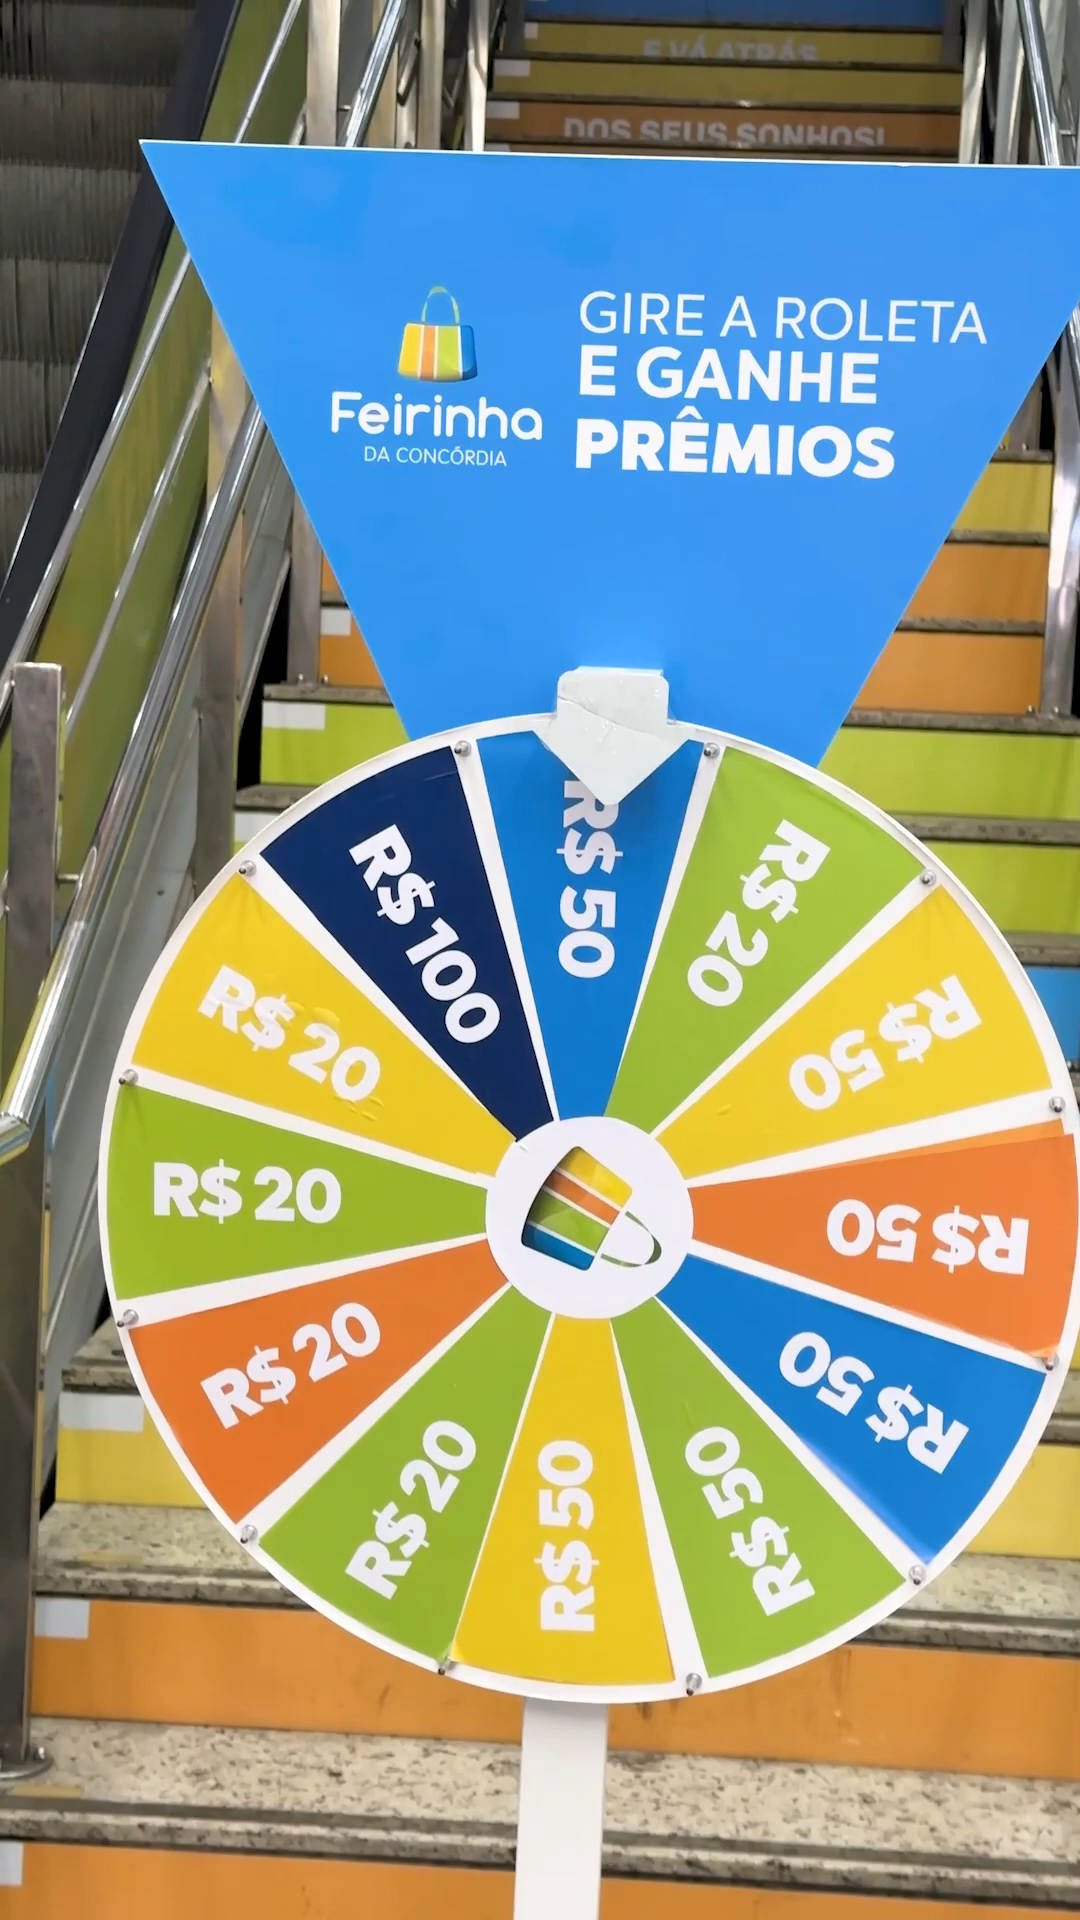 E VÁ ATRÁS
DOS SEUS SONHOS!
GIRE A ROLETA
E GANHE
PRÊMIOS
Feirinha
DA CONCÓRDIA
R$ 50
R$ 20
R$ 50
R$ 50
R$ 50
R$ 50
R$ 50
R$ 20
R$ 20
R$ 20
R$ 20
R$ 100